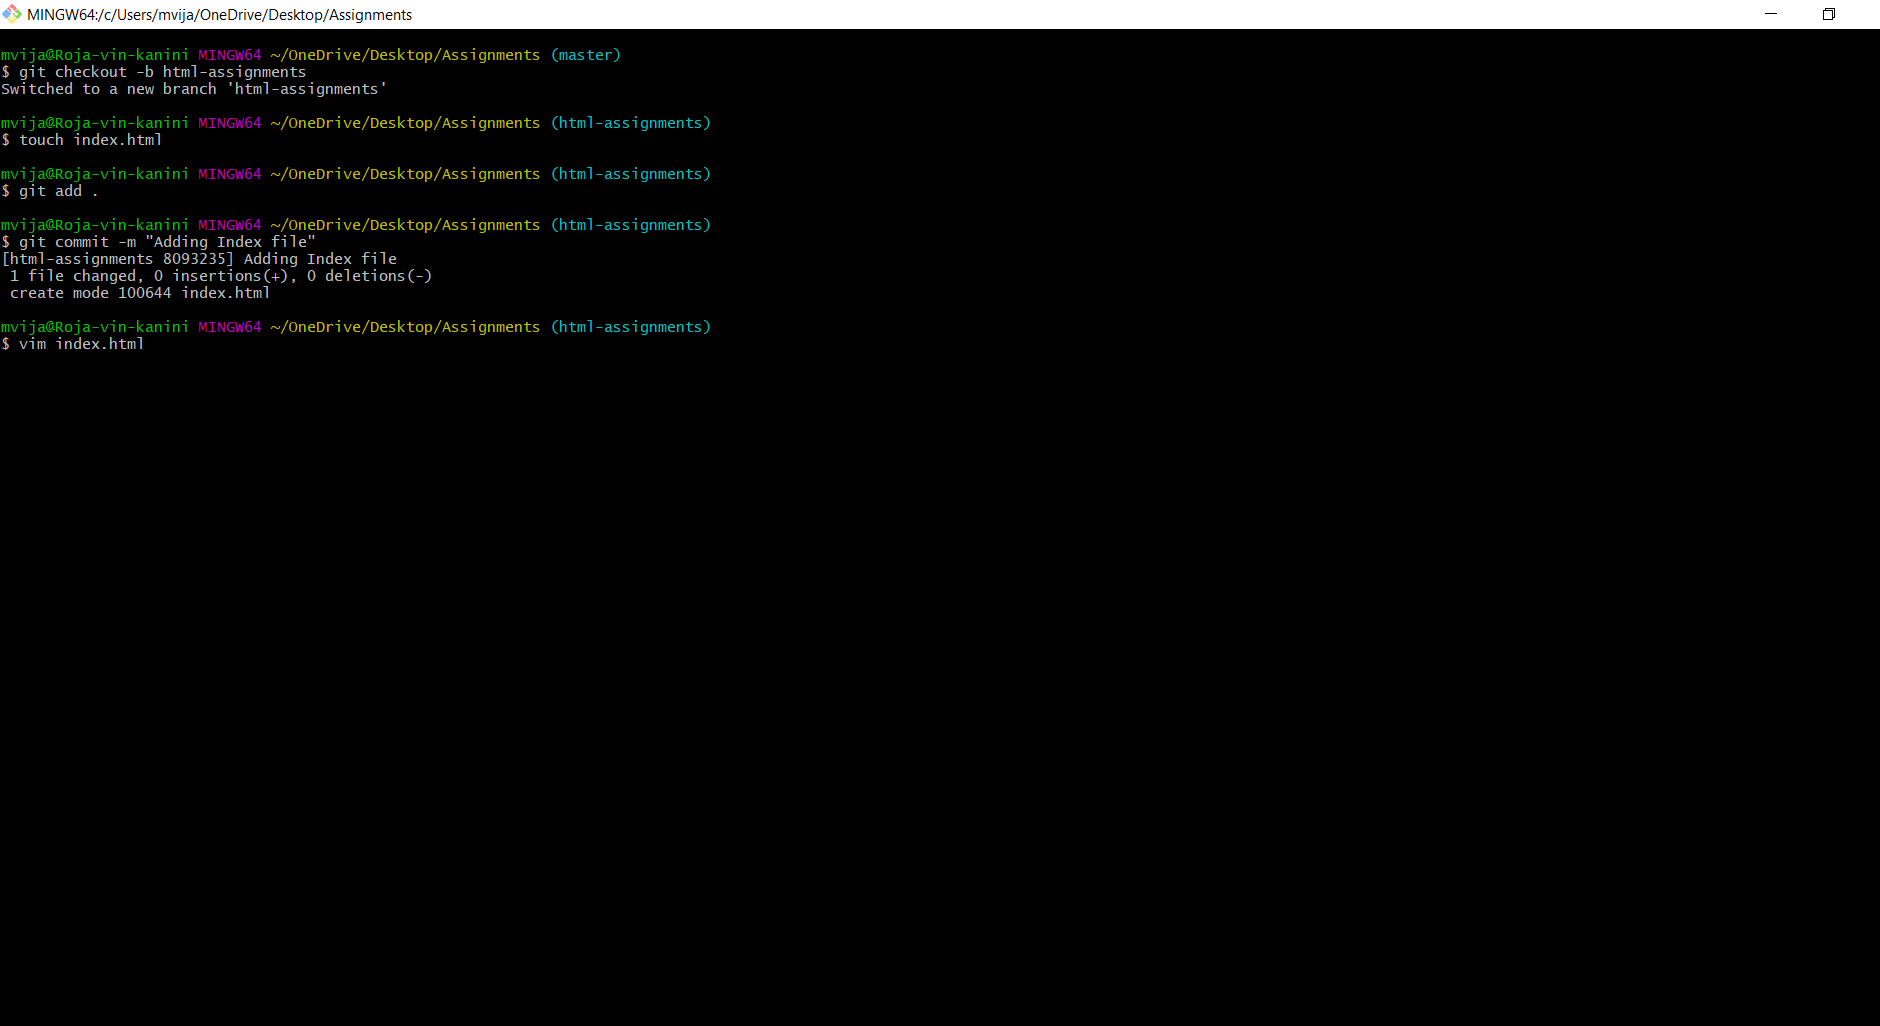 MINGW64:/c/Users/mvija/OneDrive/Desktop/Assignments
mvija@Roja-vin-kanini MINGW64 ~/OneDrive/Desktop/Assignments (master)
$ git checkout -b html-assignments
Switched to a new branch 'html-assignments'
mvija@Roja-vin-kanini MINGW64 ~/OneDrive/Desktop/Assignments (html-assignments)
$ touch index.html
mvija@Roja-vin-kanini MINGW64 ~/OneDrive/Desktop/Assignments (html-assignments)
$ git add .
mvija@Roja-vin-kanini MINGW64 ~/OneDrive/Desktop/Assignments (html-assignments)
$ git commit -m "Adding Index file"
[html-assignments 8093235] Adding Index file
 1 file changed, 0 insertions(+), 0 deletions(-)
 create mode 100644 index.html
mvija@Roja-vin-kanini MINGW64 ~/OneDrive/Desktop/Assignments (html-assignments)
$ vim index.html